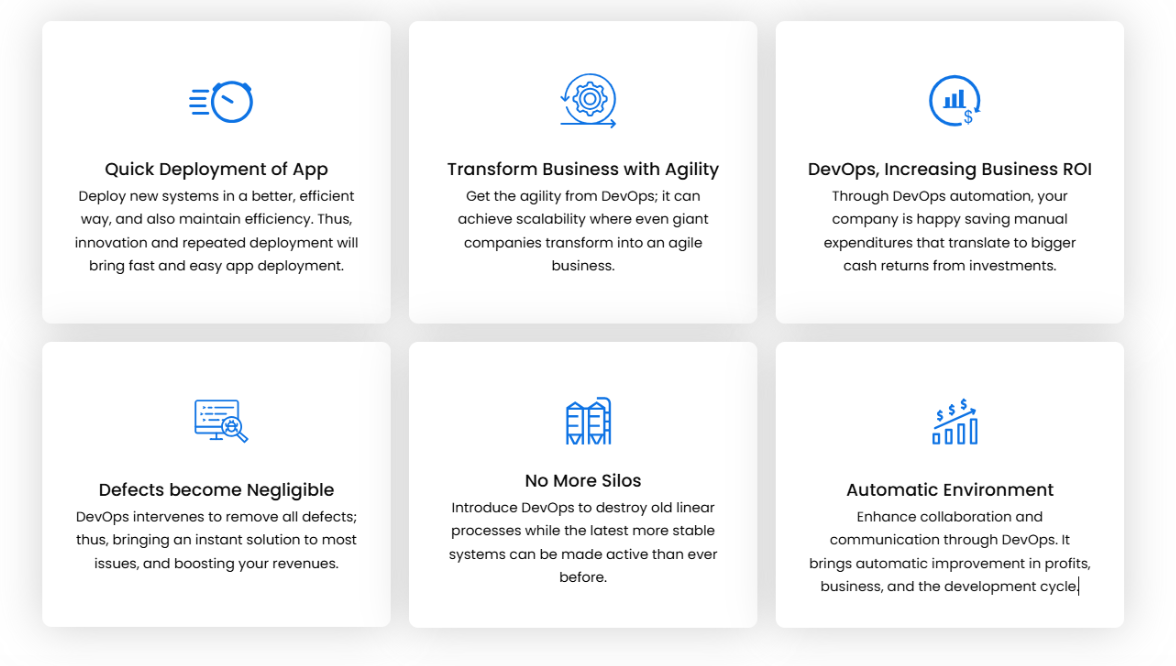 Quick Deployment of App
Deploy new systems in a better, efficient
way, and also maintain efficiency. Thus,
innovation and repeated deployment will
bring fast and easy app deployment.
Transform Business with Agility
Get the agility from DevOps; it can
achieve scalability where even giant
companies transform into an agile
business.
DevOps, Increasing Business ROI
Through DevOps automation, your
company is happy saving manual
expenditures that translate to bigger
cash returns from investments.
Defects become Negligible
DevOps intervenes to remove all defects;
thus, bringing an instant solution to most
issues, and boosting your revenues.
No More Silos
Introduce DevOps to destroy old linear
processes while the latest more stable
systems can be made active than ever
before.
Automatic Environment
Enhance collaboration and
communication through DevOps. It
brings automatic improvement in profits,
business, and the development cycle.